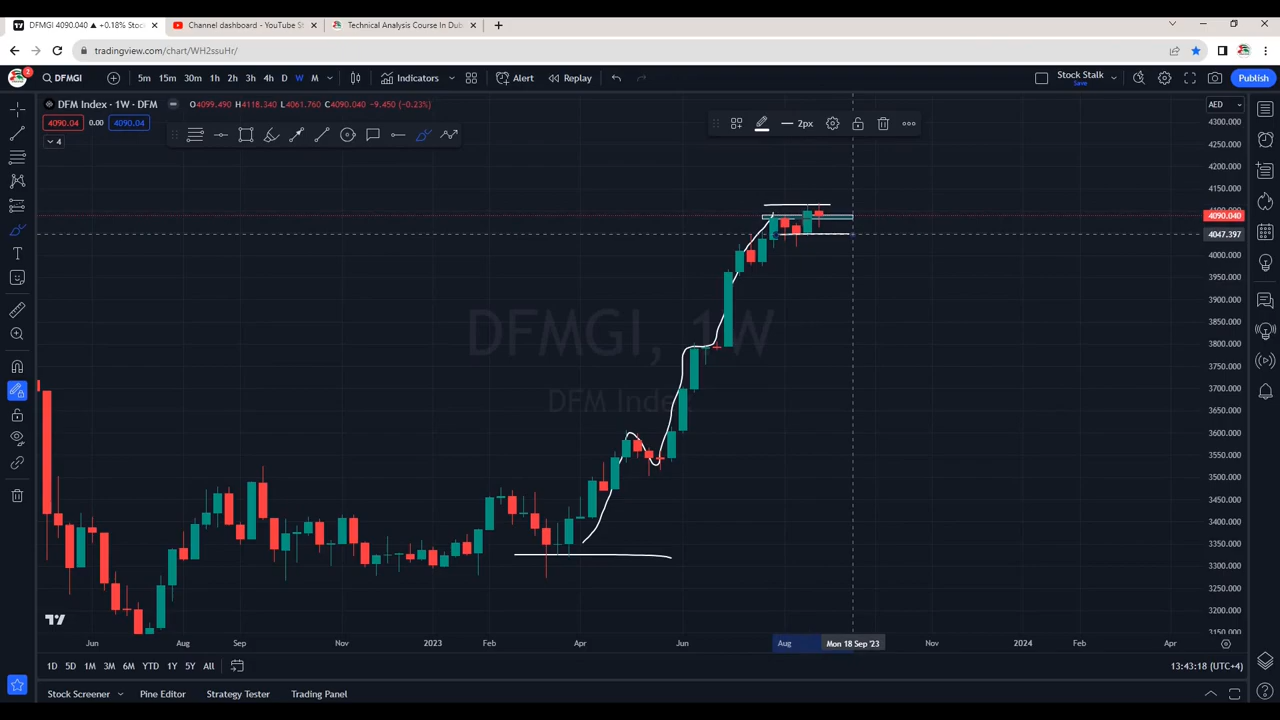 DFMGI 4090.040 ▲ +0.18% Stoc
Channel dashboard - YouTube St
Technical Analysis Course In Dub
tradingview.com/chart/WH2ssuHr/
2
DFMGI
5m 15m 30m 1h 2h 3h 4h D W M
Indicators
Alert
Replay
Stock Stalk
Save
Publish
DFM Index · 1W · DFM
O4099.490 H4118.340 L4061.760 C4090.040 −9.450 (−0.23%)
AED
4090.04 0.00 4090.04
4
2px
4300.000
4250.000
4200.000
4150.000
4100.000
4090.040
4047.397
4000.000
3950.000
3900.000
3850.000
3800.000
3750.000
3700.000
3650.000
3600.000
3550.000
3500.000
3450.000
3400.000
3350.000
3300.000
3250.000
3200.000
3150.000
DFMGI, 1W
DFM Index
Jun Aug Sep Nov 2023 Feb Apr Jun Aug Mon 18 Sep '23 Nov 2024 Feb Apr
1D 5D 1M 3M 6M YTD 1Y 5Y All
13:43:18 (UTC+4)
Stock Screener Pine Editor Strategy Tester Trading Panel